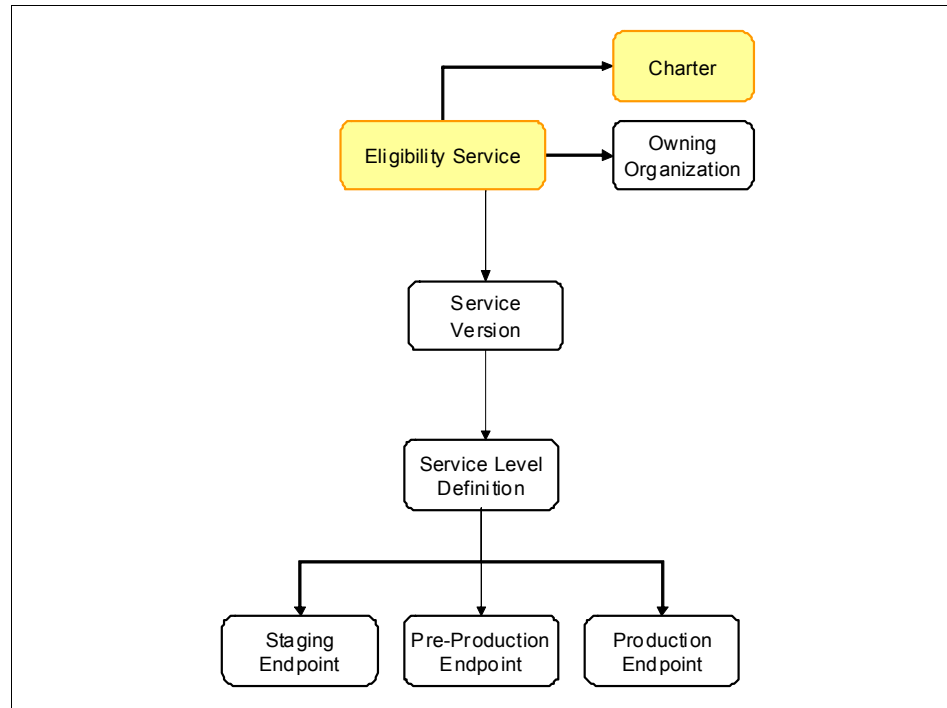 Charter
Eligibility Service
Owning
Organization
Service
Version
Service Level
Definition
Staging
Endpoint
Pre-Production
Endpoint
Production
Endpoint